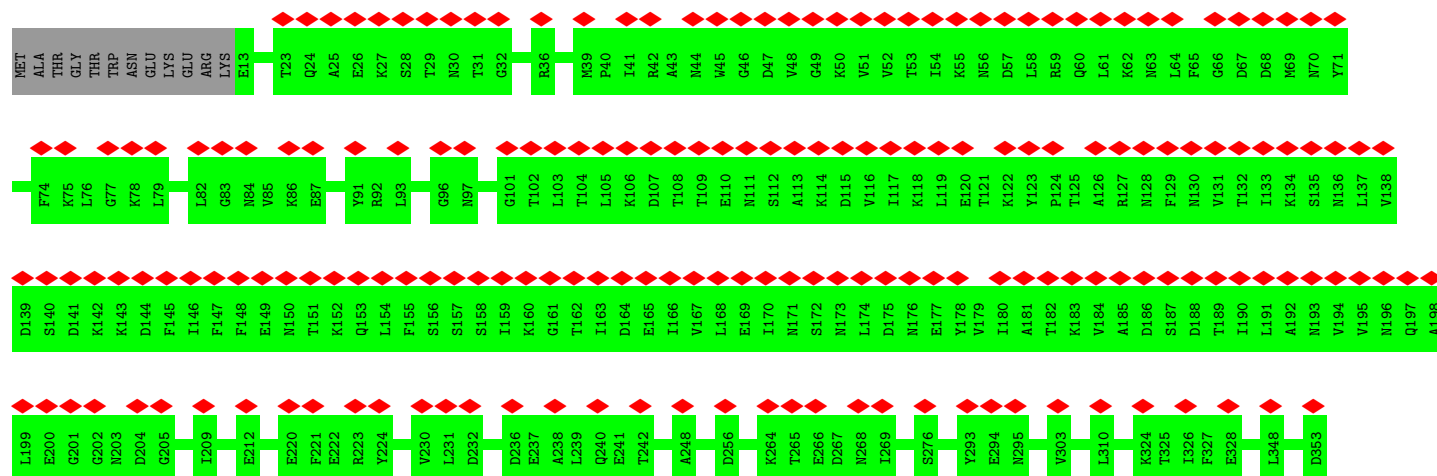 MET ALA THR GLY THR TRP ASN GLU LYS GLU ARG LYS E13 T23 Q24 A25 E26 K27 S28 T29 N30 T31 G32 R36 M39 P40 I41 R42 A43 N44 W45 G46 D47 V48 G49 K50 V51 V52 T53 I54 K55 N56 D57 L58 R59 Q60 L61 K62 N63 L64 F65 G66 D67 D68 M69 N70 Y71
F74 K75 L76 G77 K78 L79 L82 G83 N84 V85 K86 E87 Y91 R92 L93 G96 N97 G101 T102 L103 T104 L105 K106 D107 T108 T109 E110 N111 S112 A113 K114 D115 V116 I117 K118 L119 E120 T121 K122 Y123 P124 T125 A126 R127 N128 F129 N130 V131 T132 I133 K134 S135 N136 L137 V138
D139 S140 D141 K142 K143 D144 F145 I146 F147 F148 E149 N150 T151 K152 Q153 L154 F155 S156 S157 S158 I159 K160 G161 T162 I163 D164 E165 I166 V167 L168 E169 I170 N171 S172 N173 L174 D175 N176 E177 Y178 V179 I180 A181 T182 K183 V184 A185 D186 S187 D188 T189 I190 L191 A192 N193 V194 V195 N196 Q197 A198
L199 E200 G201 G202 N203 D204 G205 I209 E212 E220 F221 E222 R223 Y224 V230 L231 D232 D236 E237 A238 L239 Q240 E241 T242 A248 D256 K264 T265 E266 D267 N268 I269 S276 Y293 E294 N295 V303 L310 K324 T325 I326 F327 E328 L348 D353